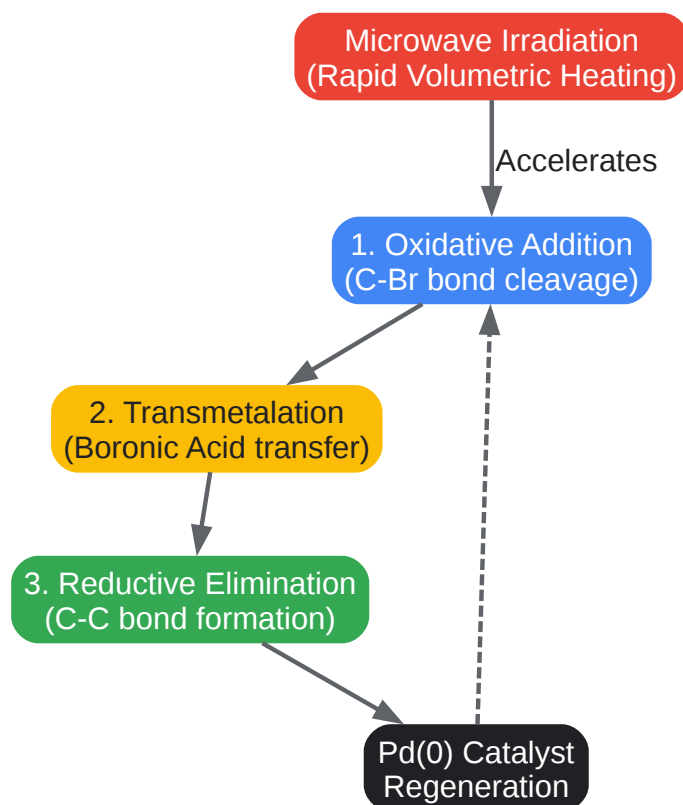 Microwave Irradiation
(Rapid Volumetric Heating)
Accelerates
1. Oxidative Addition
(C-Br bond cleavage)
2. Transmetalation
(Boronic Acid transfer)
3. Reductive Elimination
(C-C bond formation)
Pd(0) Catalyst
Regeneration